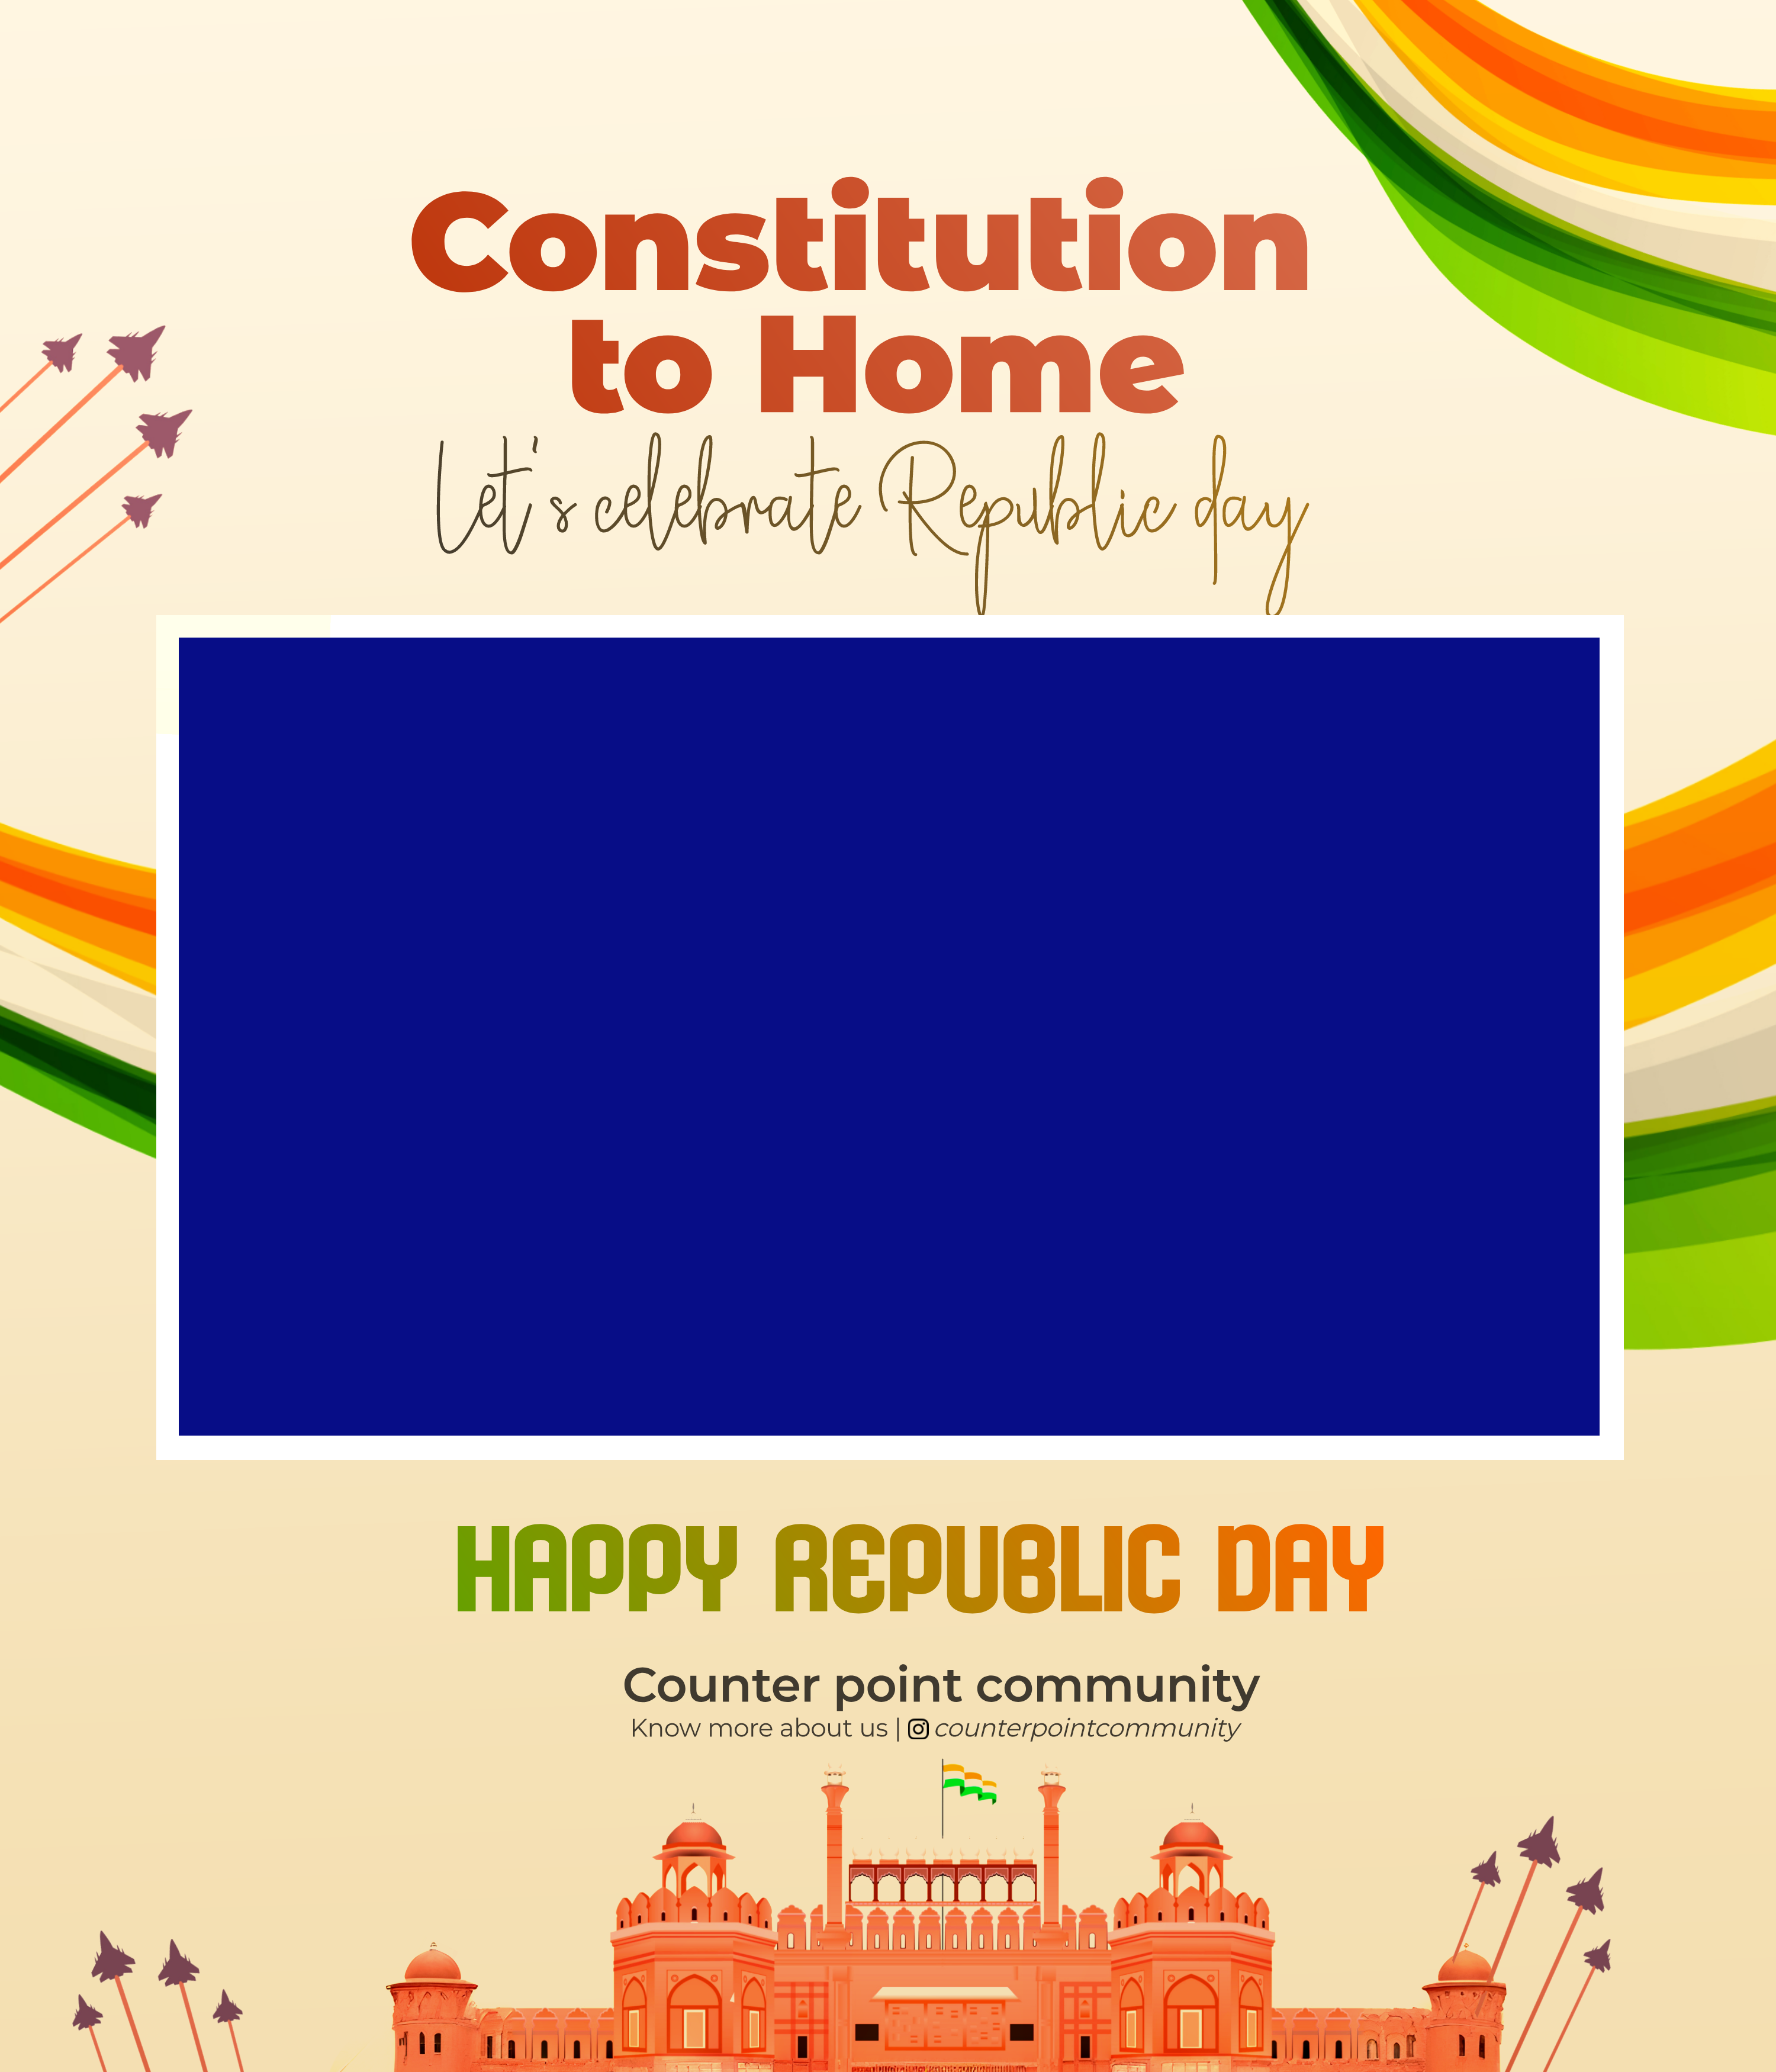 Constitution
to Home
Let's celebrate Republic day
HAPPY REPUBLIC DAY
Counter point community
Know more about us | counterpointcommunity